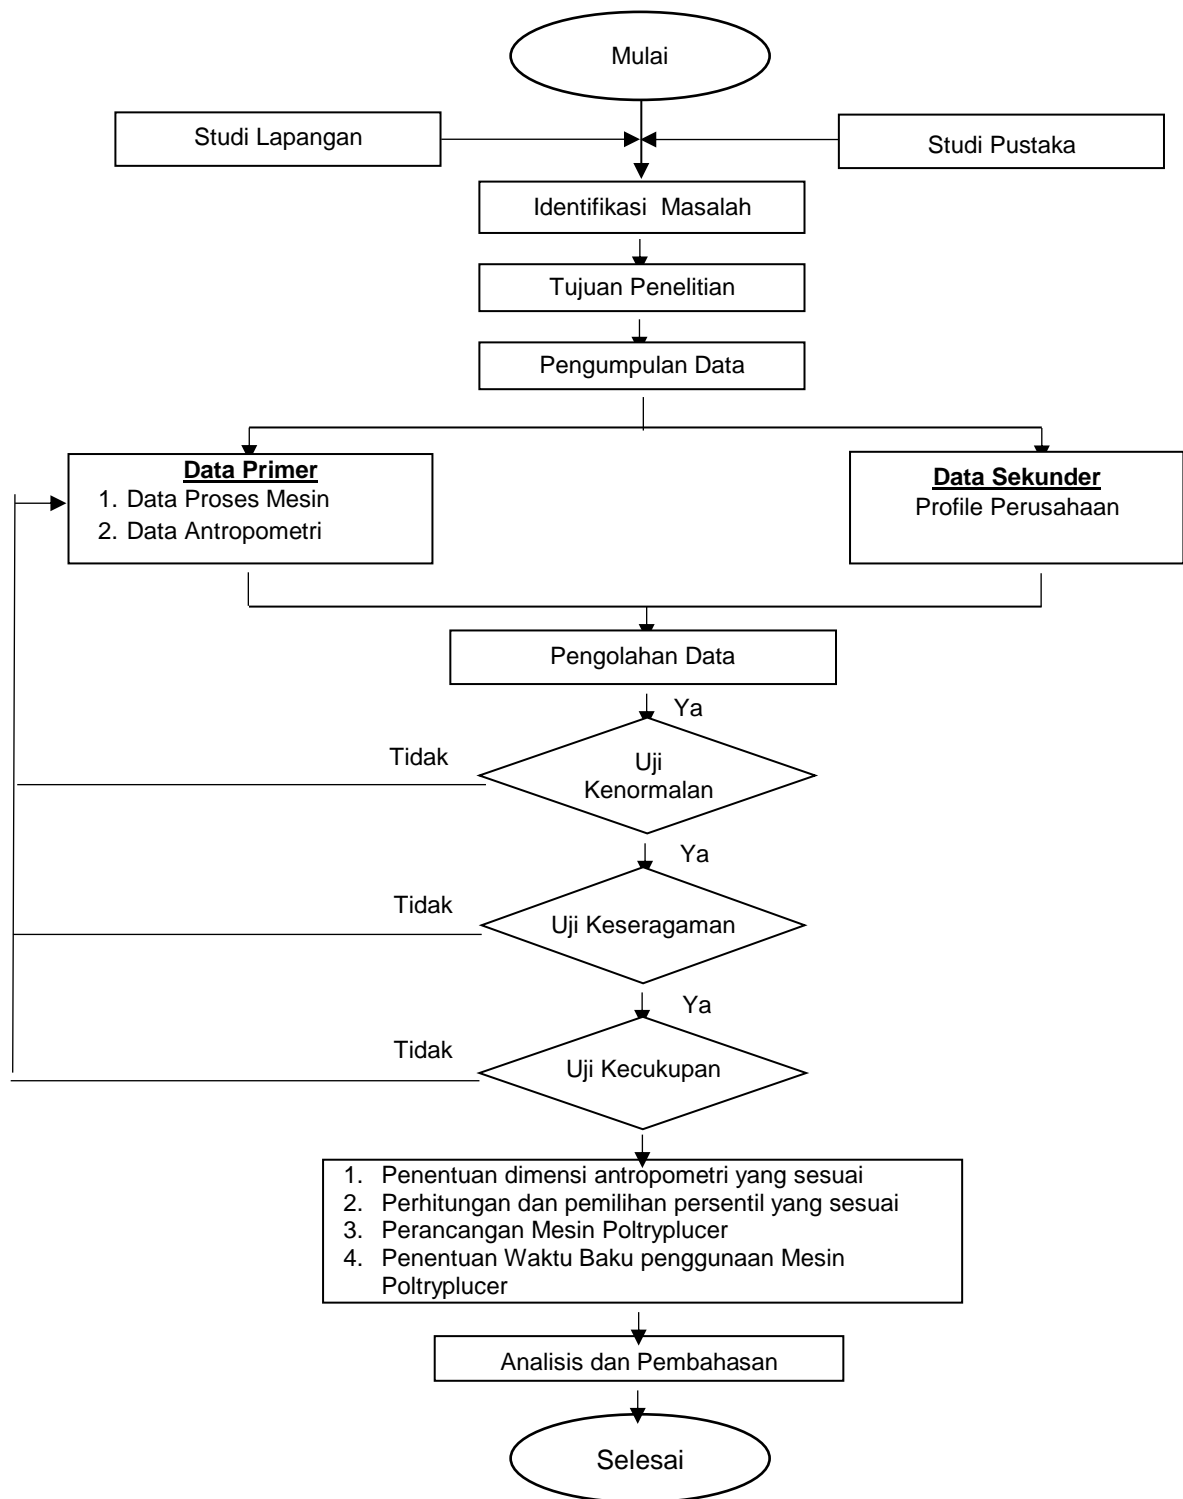 Mulai
Studi Lapangan
Studi Pustaka
Identifikasi Masalah
Tujuan Penelitian
Pengumpulan Data
Data Primer
1. Data Proses Mesin
2. Data Antropometri
Data Sekunder
Profile Perusahaan
Pengolahan Data
Ya
Tidak
Uji
Kenormalan
Ya
Tidak
Uji Keseragaman
Ya
Tidak
Uji Kecukupan
1. Penentuan dimensi antropometri yang sesuai
2. Perhitungan dan pemilihan persentil yang sesuai
3. Perancangan Mesin Poltryplucer
4. Penentuan Waktu Baku penggunaan Mesin
Poltryplucer
Analisis dan Pembahasan
Selesai